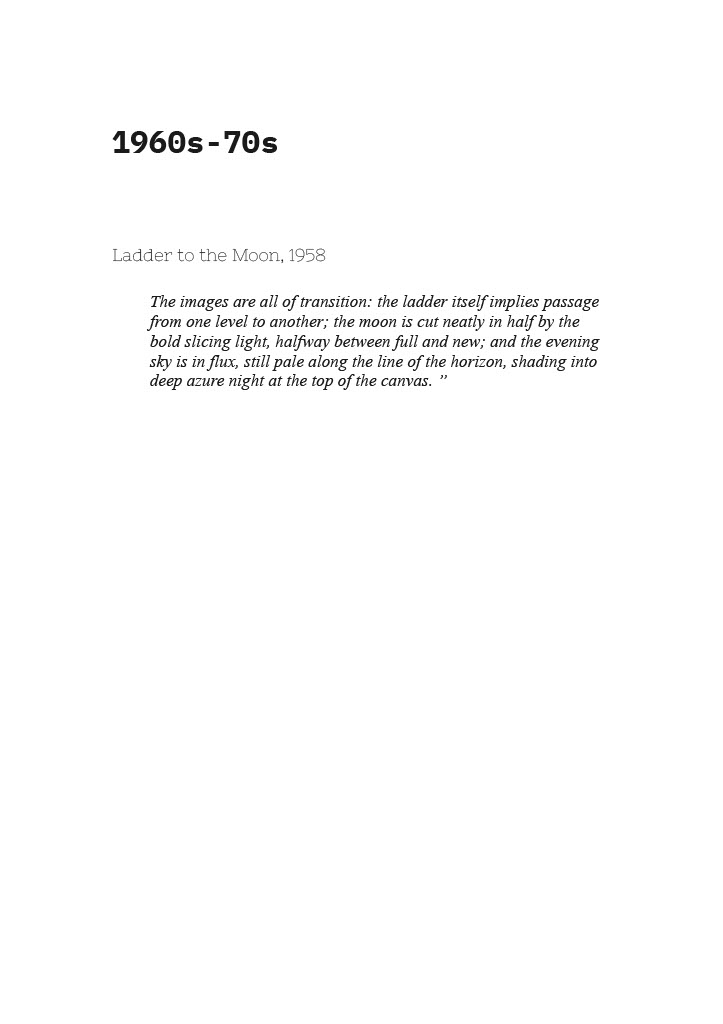 1960s-70s
Ladder to the Moon, 1958
The images are all of transition: the ladder itself implies passage
from one level to another; the moon is cut neatly in half by the
bold slicing light, halfway between full and new; and the evening
sky is in flux, still pale along the line of the horizon, shading into
deep azure night at the top of the canvas. ”